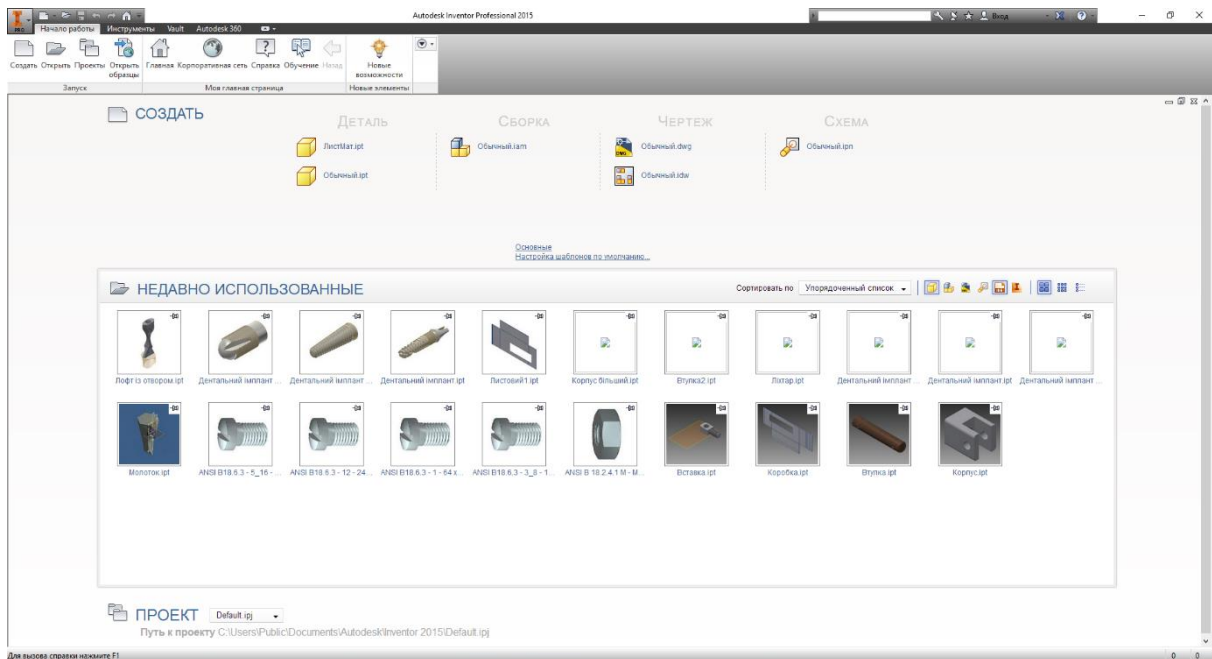 Autodesk Inventor Professional 2015
Вход
PRO
Начало работы Инструменты Vault Autodesk 360
Создать Открыть Проекты Открыть образцы Главная Корпоративная сеть Справка Обучение Назад Новые возможности
Запуск Моя главная страница Новые элементы
СОЗДАТЬ
ДЕТАЛЬ СБОРКА ЧЕРТЕЖ СХЕМА
ЛистМат.ipt Обычный.iam Обычный.dwg Обычный.ipn
Обычный.ipt Обычный.idw
Основные
Настройка шаблонов по умолчанию...
НЕДАВНО ИСПОЛЬЗОВАННЫЕ
Сортировать по Упорядоченный список
Лофт із отвором.ipt Дентальний імплант ... Дентальний імплант ... Дентальний імплант.ipt Листовий1.ipt Корпус більший.ipt Втулка2.ipt Ліхтар.ipt Дентальний імплант ... Дентальний імплант.ipt Дентальний імплант ...
Молоток.ipt ANSI B18.6.3 - 5_16 - ... ANSI B18.6.3 - 12 - 24... ANSI B18.6.3 - 1 - 64 x... ANSI B18.6.3 - 3_8 - 1... ANSI B 18.2.4.1 M - M... Вставка.ipt Коробка.ipt Втулка.ipt Корпус.ipt
ПРОЕКТ Default.ipj
Путь к проекту C:\Users\Public\Documents\Autodesk\Inventor 2015\Default.ipj
Для вызова справки нажмите F1
0 0